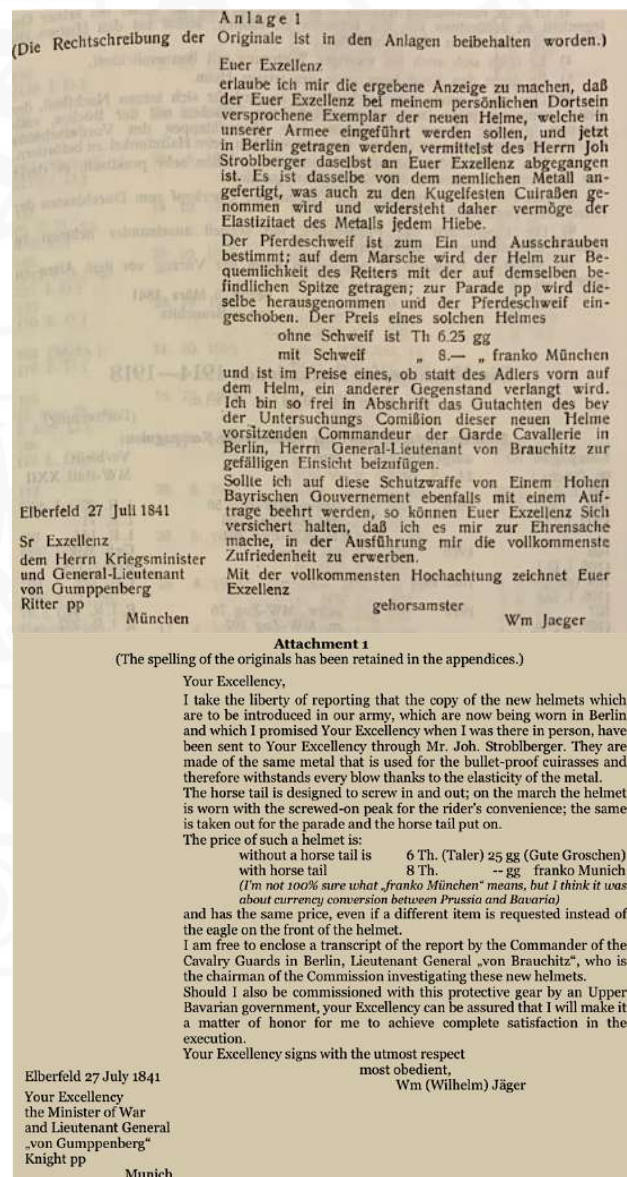 Anlage 1
(Die Rechtschreibung der Originale ist in den Anlagen beibehalten worden.)
Euer Exzellenz
erlaube ich mir die ergebene Anzeige zu machen, daß
der Euer Exzellenz bei meinem persönlichen Dortsein
versprochene Exemplar der neuen Helme, welche in
unserer Armee eingeführt werden sollen, und jetzt
in Berlin getragen werden, vermittelst des Herrn Joh
Stroblberger daselbst an Euer Exzellenz abgegangen
ist. Es ist dasselbe von dem nemlichen Metall an-
gefertigt, was auch zu den Kugelfesten Cuiraßen ge-
nommen wird und widersteht daher vermöge der
Elastizitaet des Metalls jedem Hiebe.
Der Pferdeschweif ist zum Ein und Ausschrauben
bestimmt; auf dem Marsche wird der Helm zur Be-
quemlichkeit des Reiters mit der auf demselben be-
findlichen Spitze getragen; zur Parade pp wird die-
selbe herausgenommen und der Pferdeschweif ein-
geschoben. Der Preis eines solchen Helmes
ohne Schweif ist Th 6.25 gg
mit Schweif „ 8.— „ franko München
und ist im Preise eines, ob statt des Adlers vorn auf
dem Helm, ein anderer Gegenstand verlangt wird.
Ich bin so frei in Abschrift das Gutachten des bey
der Untersuchungs Comißion dieser neuen Helme
vorsitzenden Commandeur der Garde Cavallerie in
Berlin, Herrn General-Lieutenant von Brauchitz zur
gefälligen Einsicht beizufügen.
Sollte ich auf diese Schutzwaffe von Einem Hohen
Bayrischen Gouvernement ebenfalls mit einem Auf-
trage beehrt werden, so können Euer Exzellenz Sich
versichert halten, daß ich es mir zur Ehrensache
mache, in der Ausführung mir die vollkommenste
Zufriedenheit zu erwerben.
Mit der vollkommensten Hochachtung zeichnet Euer
Exzellenz
gehorsamster
Wm Jaeger
Elberfeld 27 Juli 1841
Sr Exzellenz
dem Herrn Kriegsminister
und General-Lieutenant
von Gumppenberg
Ritter pp
München
Attachment 1
(The spelling of the originals has been retained in the appendices.)
Your Excellency,
I take the liberty of reporting that the copy of the new helmets which
are to be introduced in our army, which are now being worn in Berlin
and which I promised Your Excellency when I was there in person, have
been sent to Your Excellency through Mr. Joh. Stroblberger. They are
made of the same metal that is used for the bullet-proof cuirasses and
therefore withstands every blow thanks to the elasticity of the metal.
The horse tail is designed to screw in and out; on the march the helmet
is worn with the screwed-on peak for the rider's convenience; the same
is taken out for the parade and the horse tail put on.
The price of such a helmet is:
without a horse tail is 6 Th. (Taler) 25 gg (Gute Groschen)
with horse tail 8 Th. -- gg franko Munich
(I'm not 100% sure what „franko München“ means, but I think it was
about currency conversion between Prussia and Bavaria)
and has the same price, even if a different item is requested instead of
the eagle on the front of the helmet.
I am free to enclose a transcript of the report by the Commander of the
Cavalry Guards in Berlin, Lieutenant General „von Brauchitz“, who is
the chairman of the Commission investigating these new helmets.
Should I also be commissioned with this protective gear by an Upper
Bavarian government, your Excellency can be assured that I will make it
a matter of honor for me to achieve complete satisfaction in the
execution.
Your Excellency signs with the utmost respect
most obedient,
Wm (Wilhelm) Jäger
Elberfeld 27 July 1841
Your Excellency
the Minister of War
and Lieutenant General
„von Gumppenberg“
Knight pp
Munich